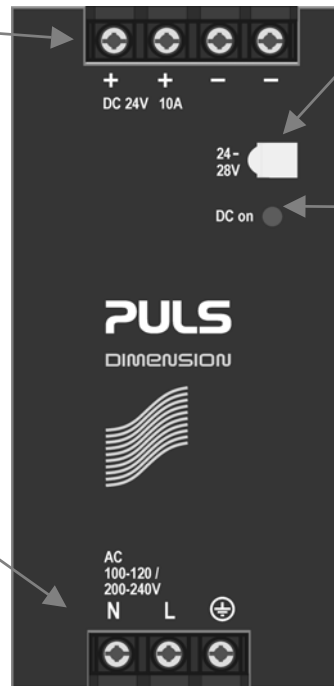 + + – –
DC 24V 10A
24–
28V
DC on
PULS
DIMENSION
AC
100-120 /
200-240V
N L